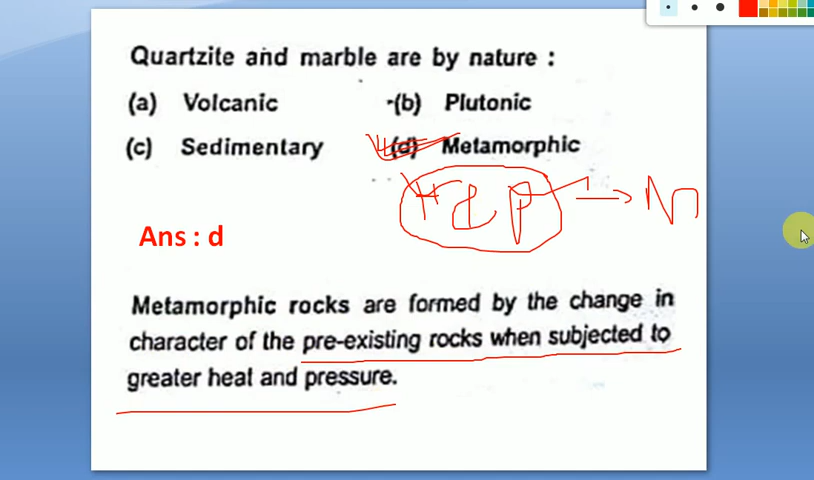 Quartzite and marble are by nature :
(a) Volcanic (b) Plutonic
(c) Sedimentary (d) Metamorphic
H & P → M
Ans : d
Metamorphic rocks are formed by the change in
character of the pre-existing rocks when subjected to
greater heat and pressure.